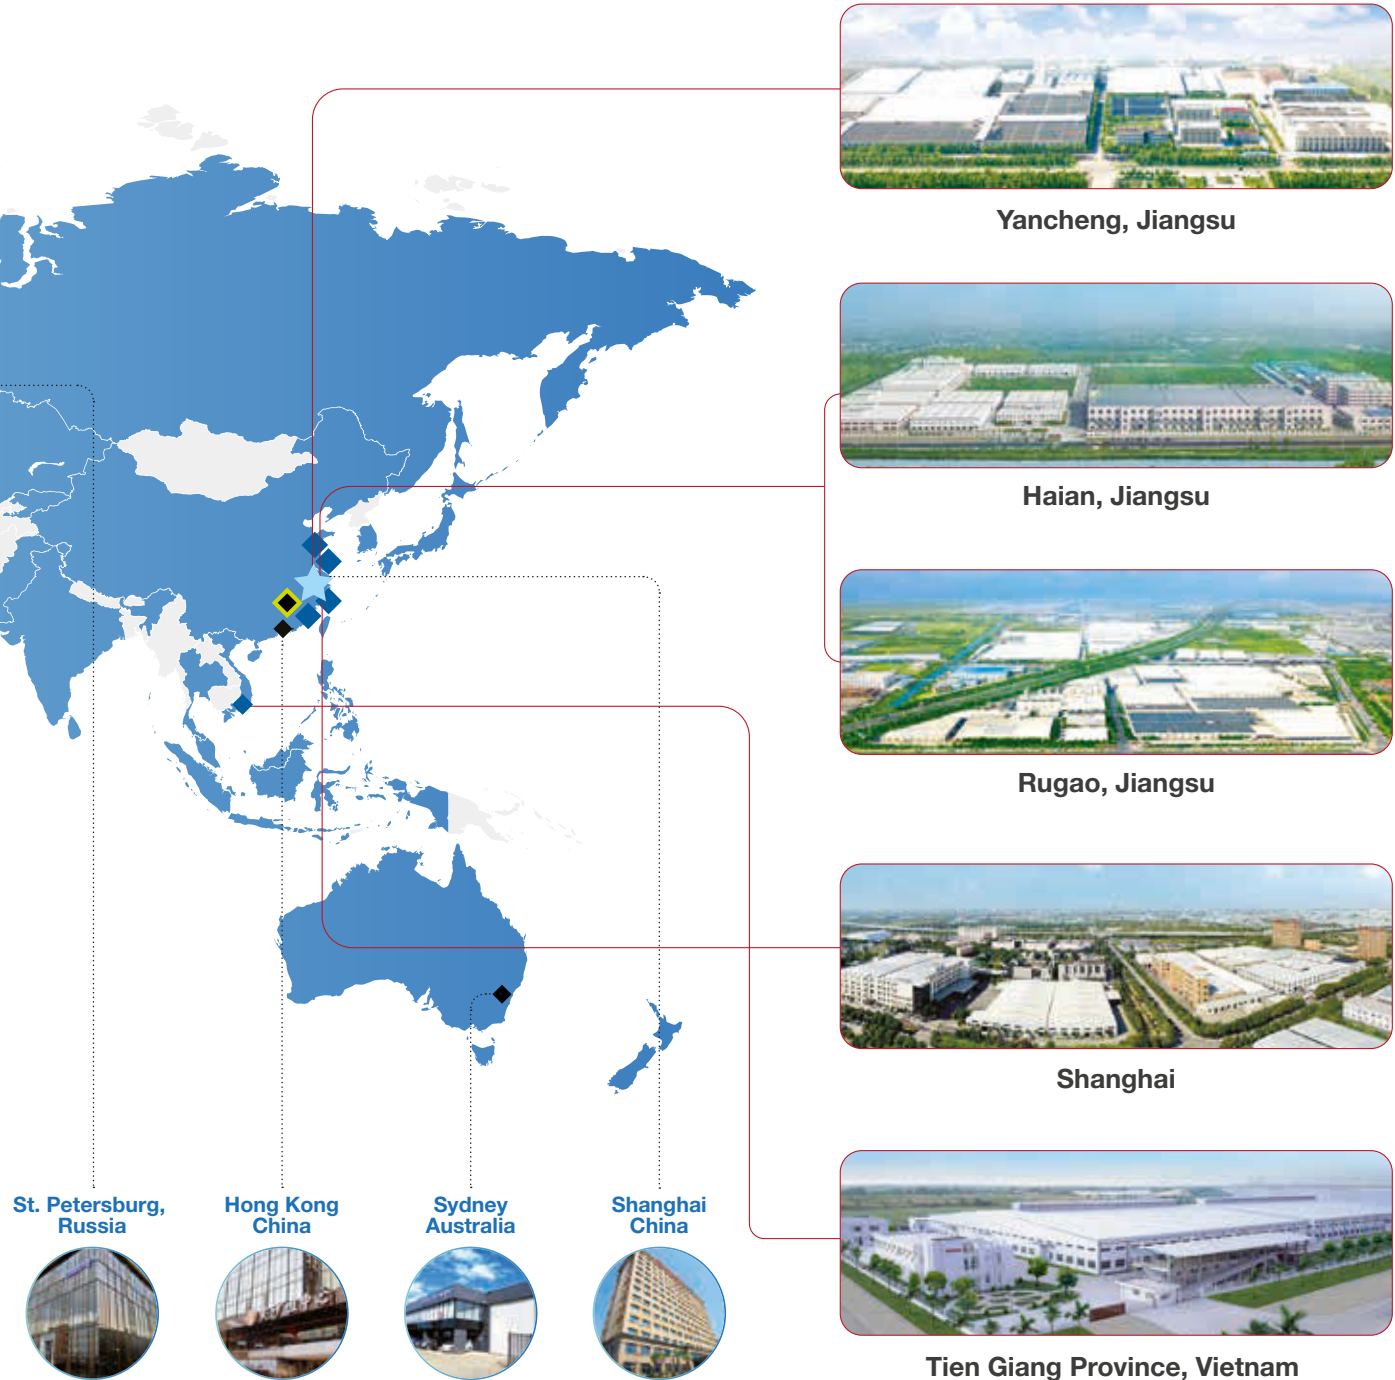 Yancheng, Jiangsu
Haian, Jiangsu
Rugao, Jiangsu
Shanghai
Tien Giang Province, Vietnam
St. Petersburg,
Russia
Hong Kong
China
Sydney
Australia
Shanghai
China